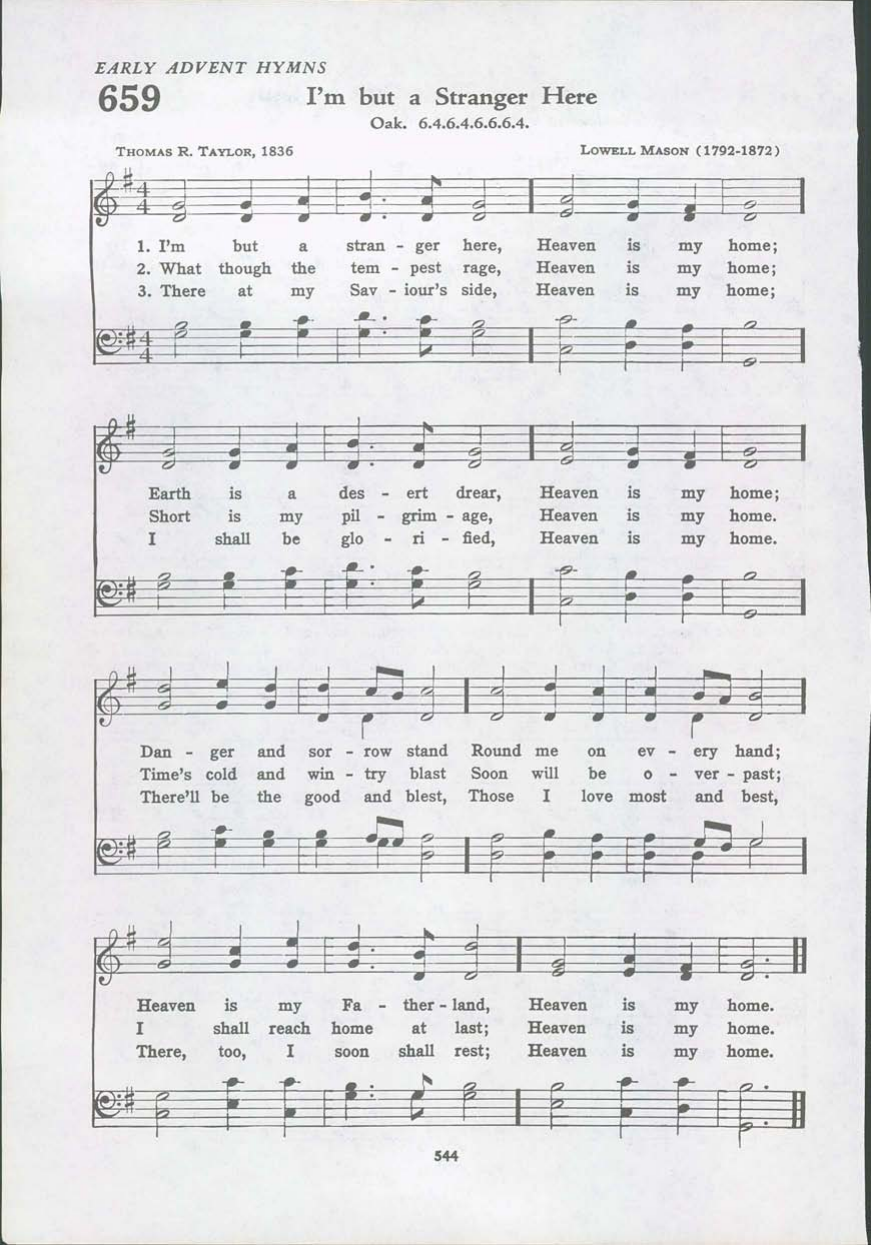 EARLY ADVENT HYMNS
659 I'm but a Stranger Here
Oak. 6.4.6.4.6.6.6.4.
THOMAS R. TAYLOR, 1836 LOWELL MASON (1792-1872)
4
4
1. I'm but a stran - ger here, Heaven is my home;
2. What though the tem - pest rage, Heaven is my home;
3. There at my Sav - iour's side, Heaven is my home;
4
4
Earth is a des - ert drear, Heaven is my home;
Short is my pil - grim - age, Heaven is my home.
I shall be glo - ri - fied, Heaven is my home.
Dan - ger and sor - row stand Round me on ev - ery hand;
Time's cold and win - try blast Soon will be o - ver - past;
There'll be the good and blest, Those I love most and best,
Heaven is my Fa - ther - land, Heaven is my home.
I shall reach home at last; Heaven is my home.
There, too, I soon shall rest; Heaven is my home.
544